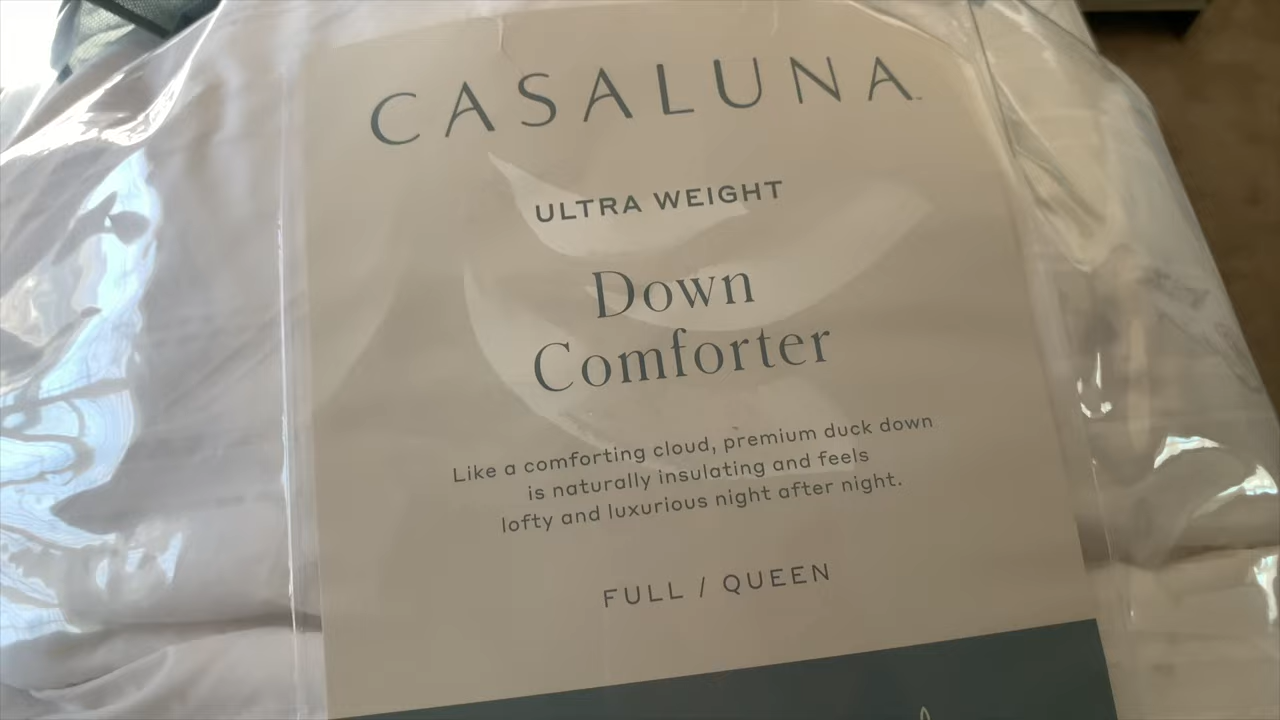 CASALUNA™
ULTRA WEIGHT
Down
Comforter
Like a comforting cloud, premium duck down
is naturally insulating and feels
lofty and luxurious night after night.
FULL / QUEEN